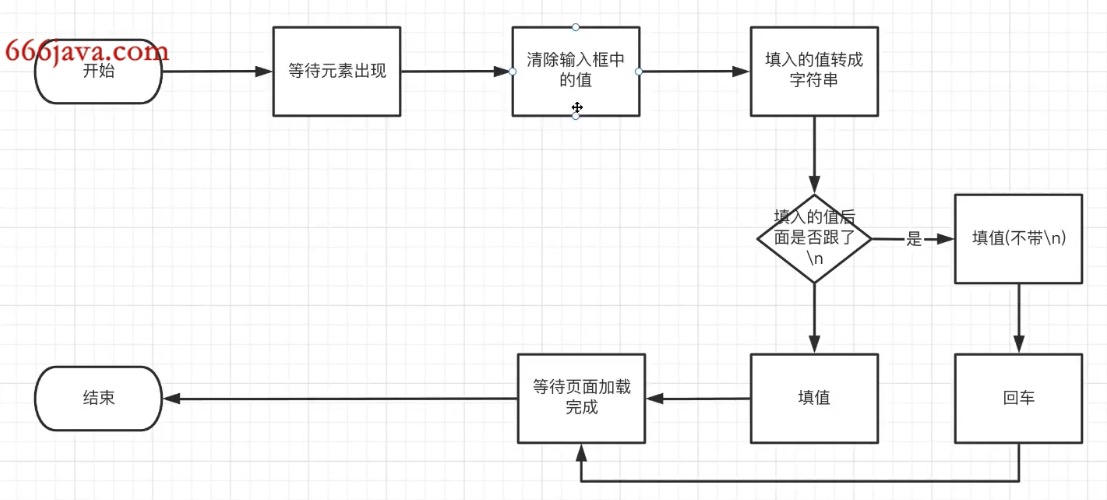 666java.com
开始
等待元素出现
清除输入框中
的值
填入的值转成
字符串
填入的值后
面是否跟了
\n
是
填值(不带\n)
结束
等待页面加载
完成
填值
回车